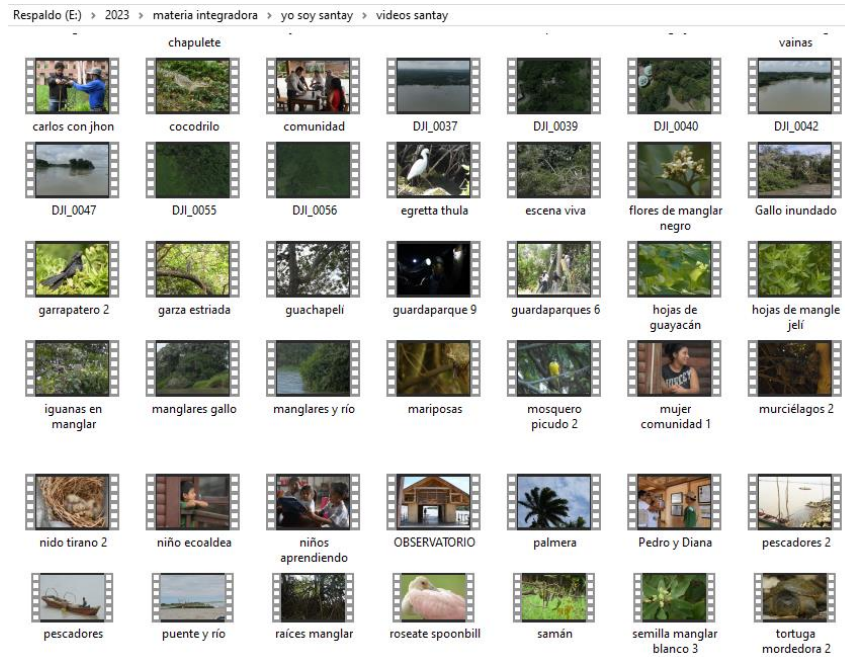 Respaldo (E:) > 2023 > materia integradora > yo soy santay > videos santay
chapulete
vainas
carlos con jhon
cocodrilo
comunidad
DJI_0037
DJI_0039
DJI_0040
DJI_0042
DJI_0047
DJI_0055
DJI_0056
egretta thula
escena viva
flores de manglar
negro
Gallo inundado
garrapatero 2
garza estriada
guachapelí
guardaparque 9
guardaparques 6
hojas de
guayacán
hojas de mangle
jelí
iguanas en
manglar
manglares gallo
manglares y río
mariposas
mosquero
picudo 2
mujer
comunidad 1
murciélagos 2
nido tirano 2
niño ecoaldea
niños
aprendiendo
OBSERVATORIO
palmera
Pedro y Diana
pescadores 2
pescadores
puente y río
raíces manglar
roseate spoonbill
samán
semilla manglar
blanco 3
tortuga
mordedora 2